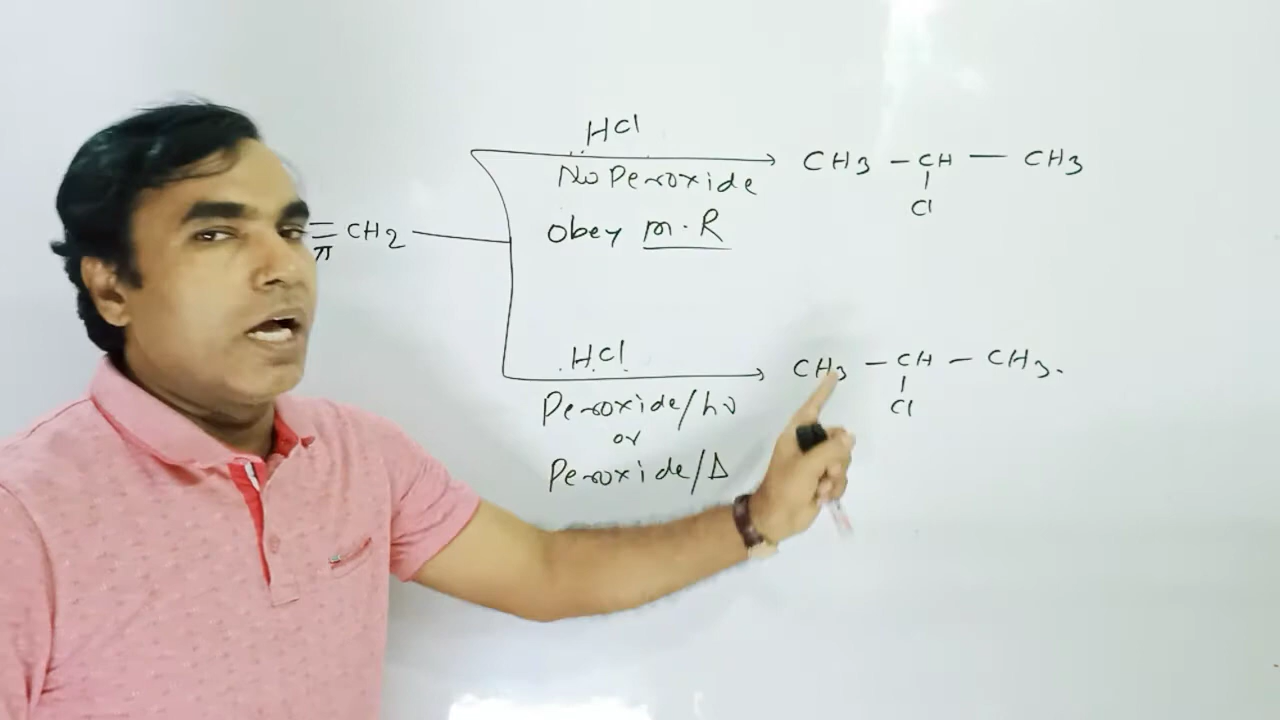 HCl
CH3 – CH — CH3
No Peroxide
Cl
= CH2
π
obey m.R
HCl
CH3 – CH – CH3.
Peroxide/hν
Cl
or
Peroxide/Δ